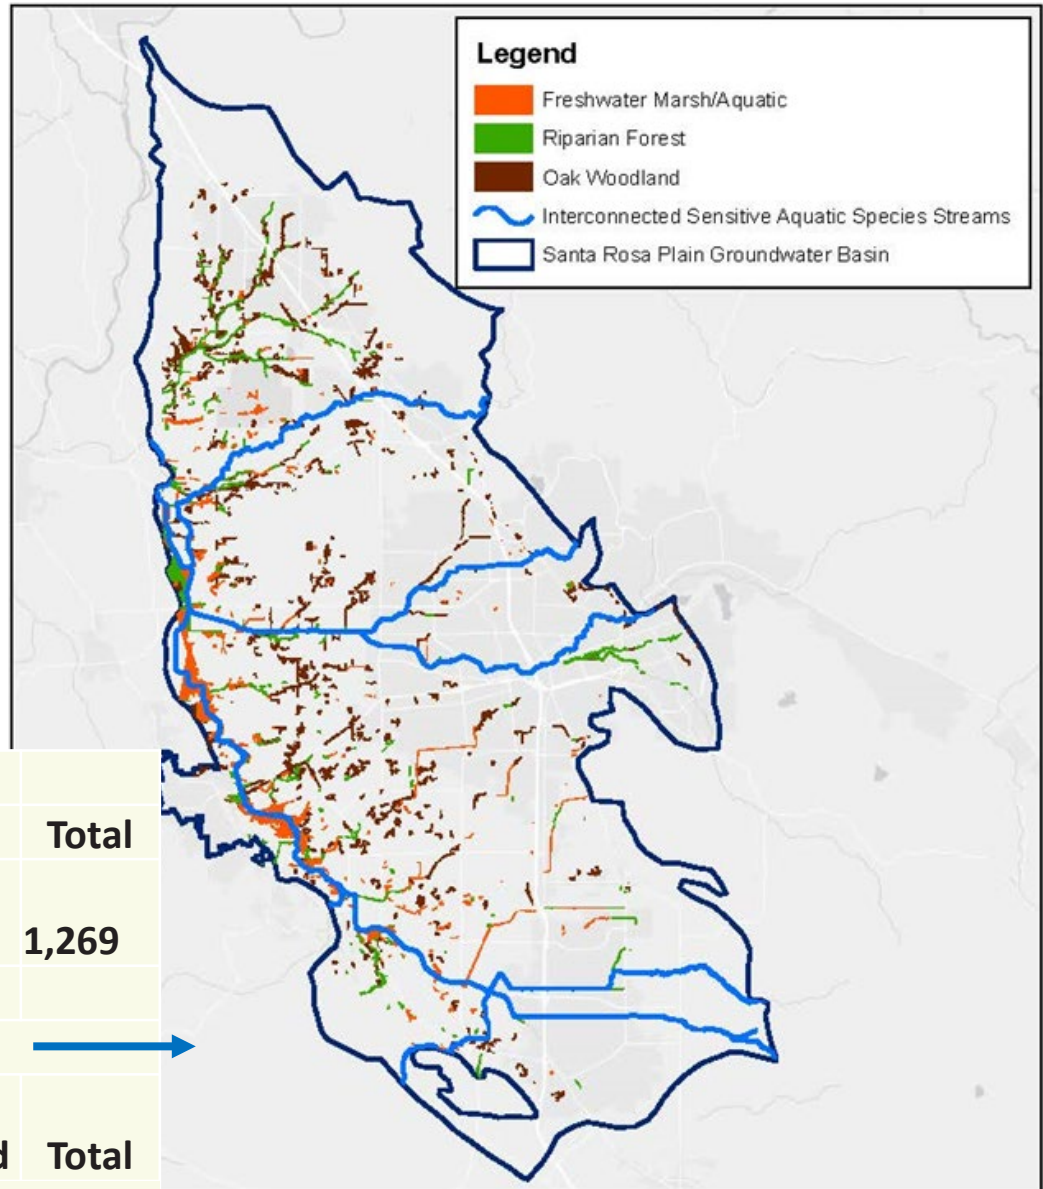 Legend
Freshwater Marsh/Aquatic
Riparian Forest
Oak Woodland
Interconnected Sensitive Aquatic Species Streams
Santa Rosa Plain Groundwater Basin
Total
1,269
Total